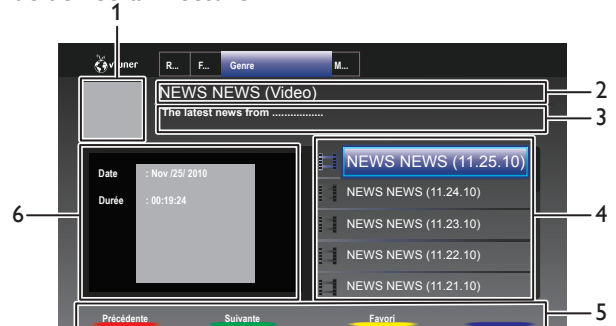 1
vTuner R... F... Genre M...
NEWS NEWS (Video) 2
The latest news from ................. 3
NEWS NEWS (11.25.10)
Date : Nov /25/ 2010
NEWS NEWS (11.24.10)
Durée : 00:19:24
6 NEWS NEWS (11.23.10) 4
NEWS NEWS (11.22.10)
NEWS NEWS (11.21.10)
5
Précédente Suivante Favori